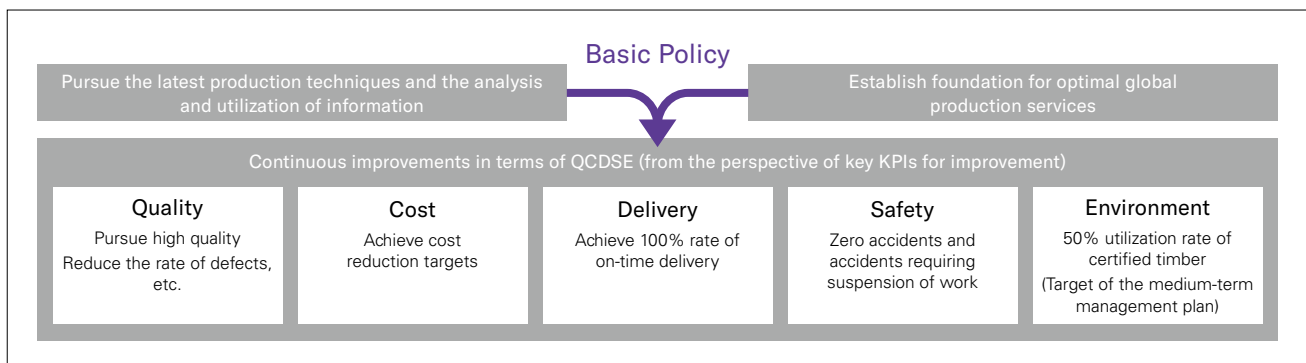 Basic Policy
Pursue the latest production techniques and the analysis
and utilization of information
Establish foundation for optimal global
production services
Continuous improvements in terms of QCDSE (from the perspective of key KPIs for improvement)
Quality
Pursue high quality
Reduce the rate of defects,
etc.
Cost
Achieve cost
reduction targets
Delivery
Achieve 100% rate of
on-time delivery
Safety
Zero accidents and
accidents requiring
suspension of work
Environment
50% utilization rate of
certified timber
(Target of the medium-term
management plan)